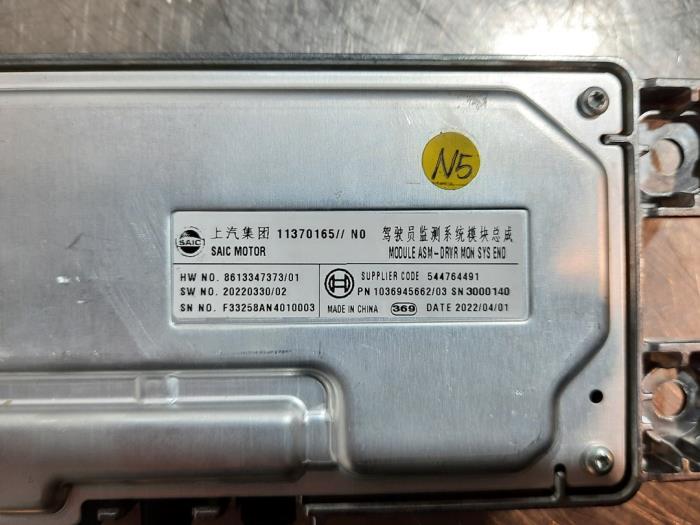 N5
SAIC 上汽集团 11370165// N0 驾驶员监测系统模块总成
SAIC MOTOR MODULE ASM-DRVR MON SYS END
HW NO. 8613347373/01 SUPPLIER CODE 544764491
SW NO. 20220330/02 PN 1036945662/03 SN 3000140
SN NO. F33258AN4010003 MADE IN CHINA 369 DATE 2022/04/01